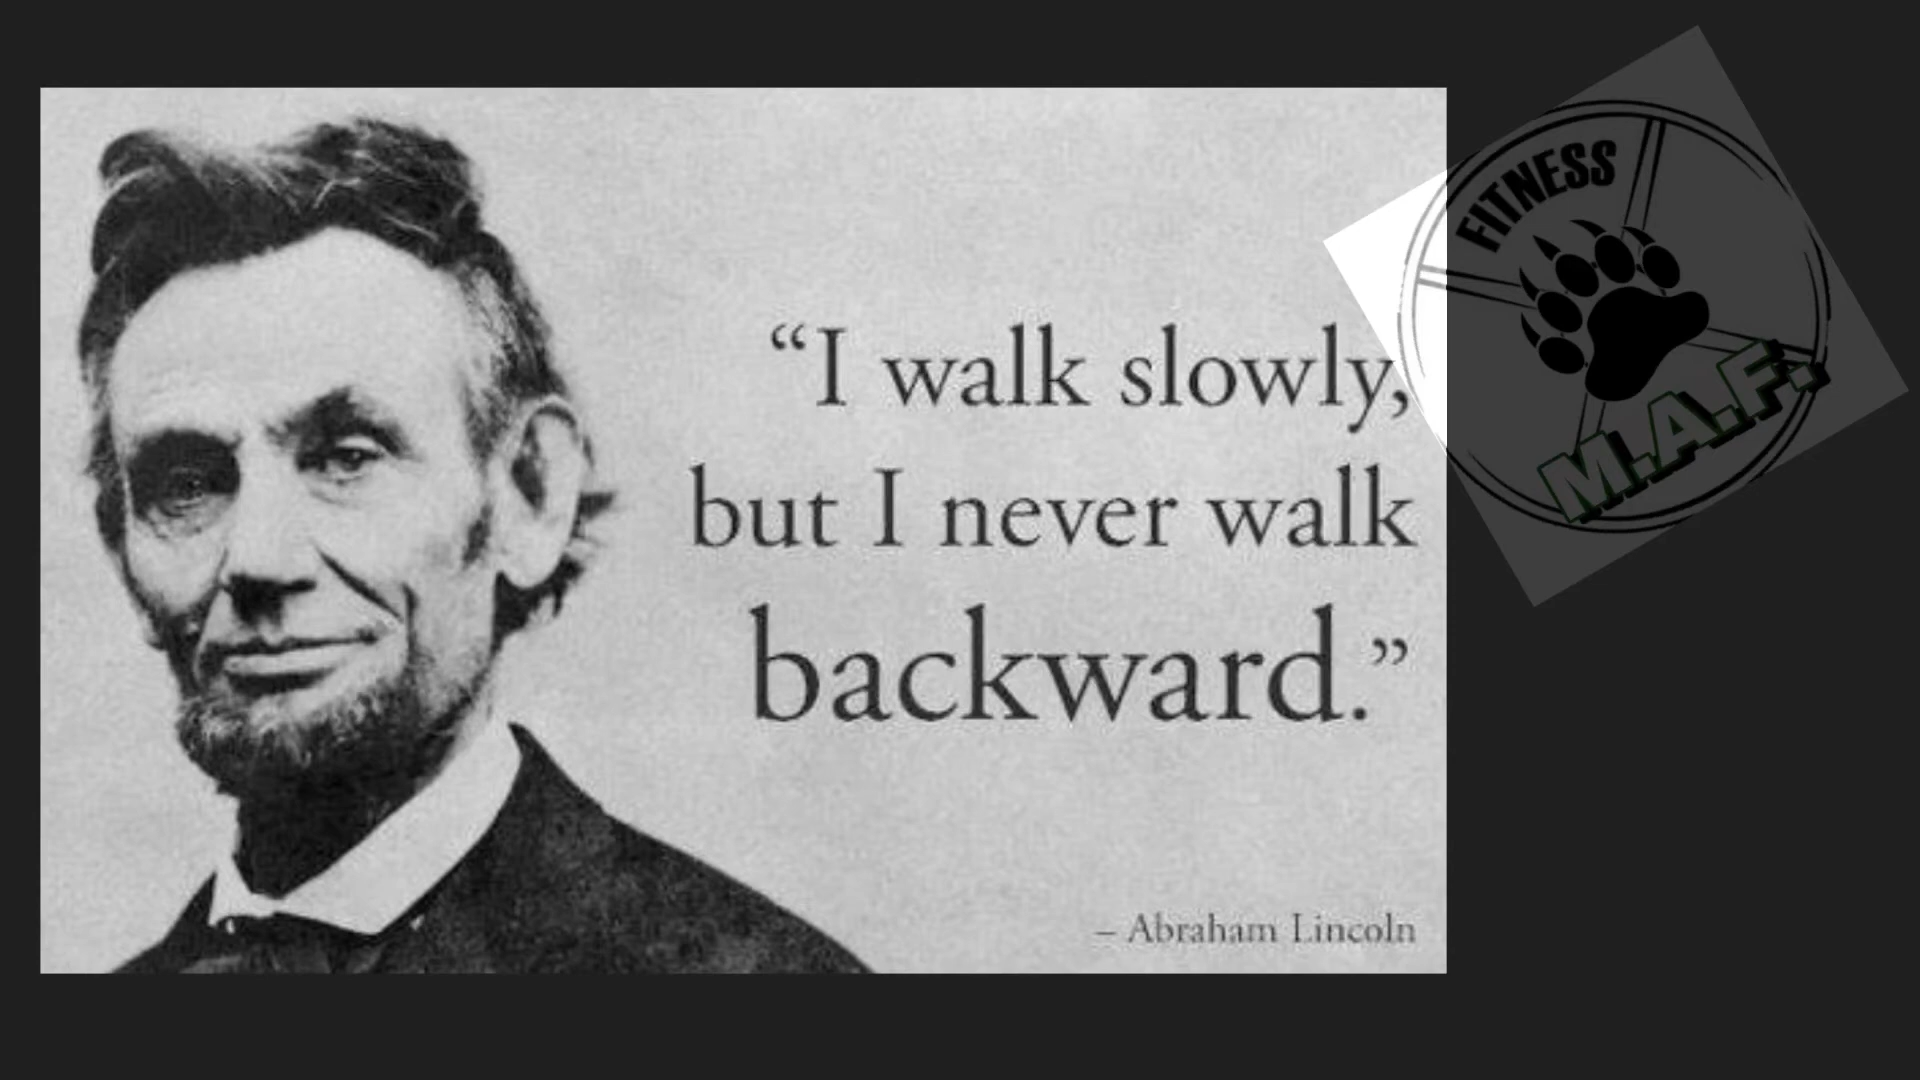 “I walk slowly,
but I never walk
backward.”
– Abraham Lincoln
FITNESS
M.A.F.